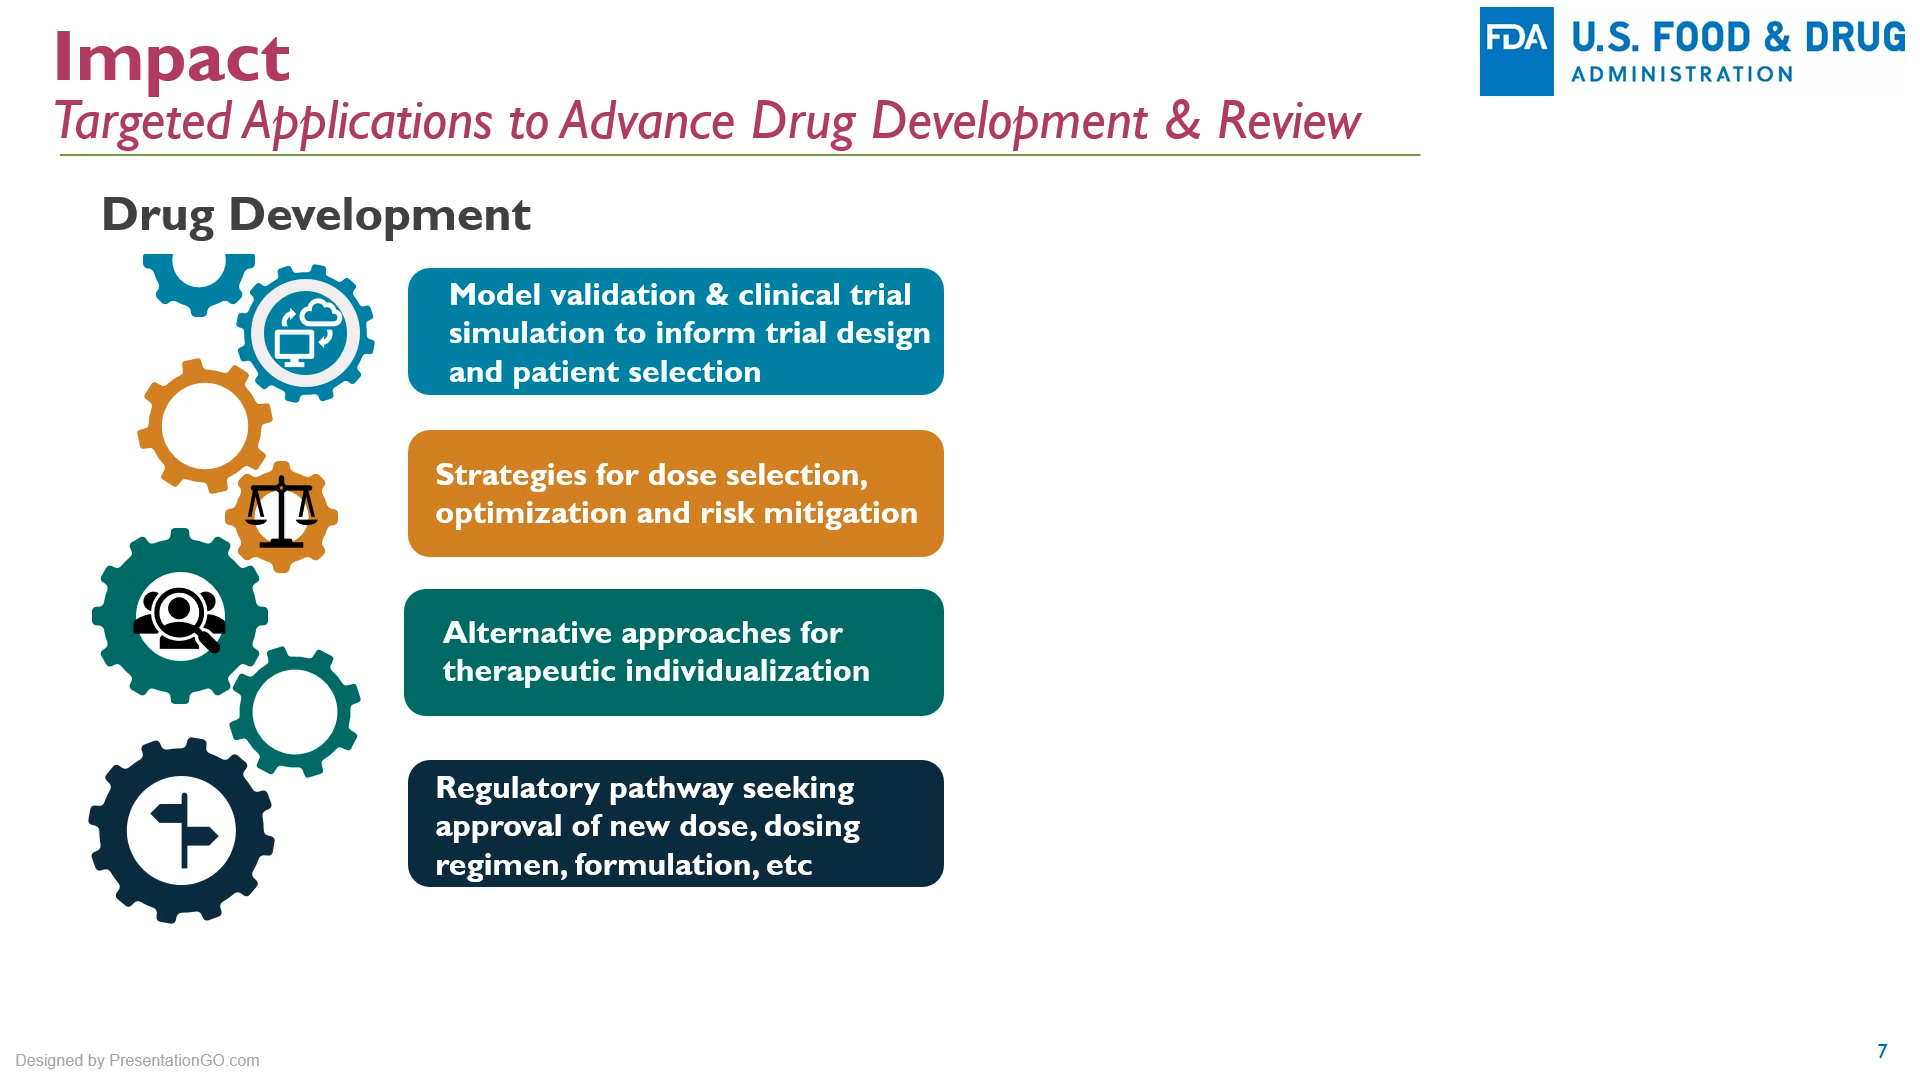 Impact
Targeted Applications to Advance Drug Development & Review
FDA
U.S. FOOD & DRUG
ADMINISTRATION
Drug Development
Model validation & clinical trial
simulation to inform trial design
and patient selection
Strategies for dose selection,
optimization and risk mitigation
Alternative approaches for
therapeutic individualization
Regulatory pathway seeking
approval of new dose, dosing
regimen, formulation, etc
Designed by PresentationGO.com
7